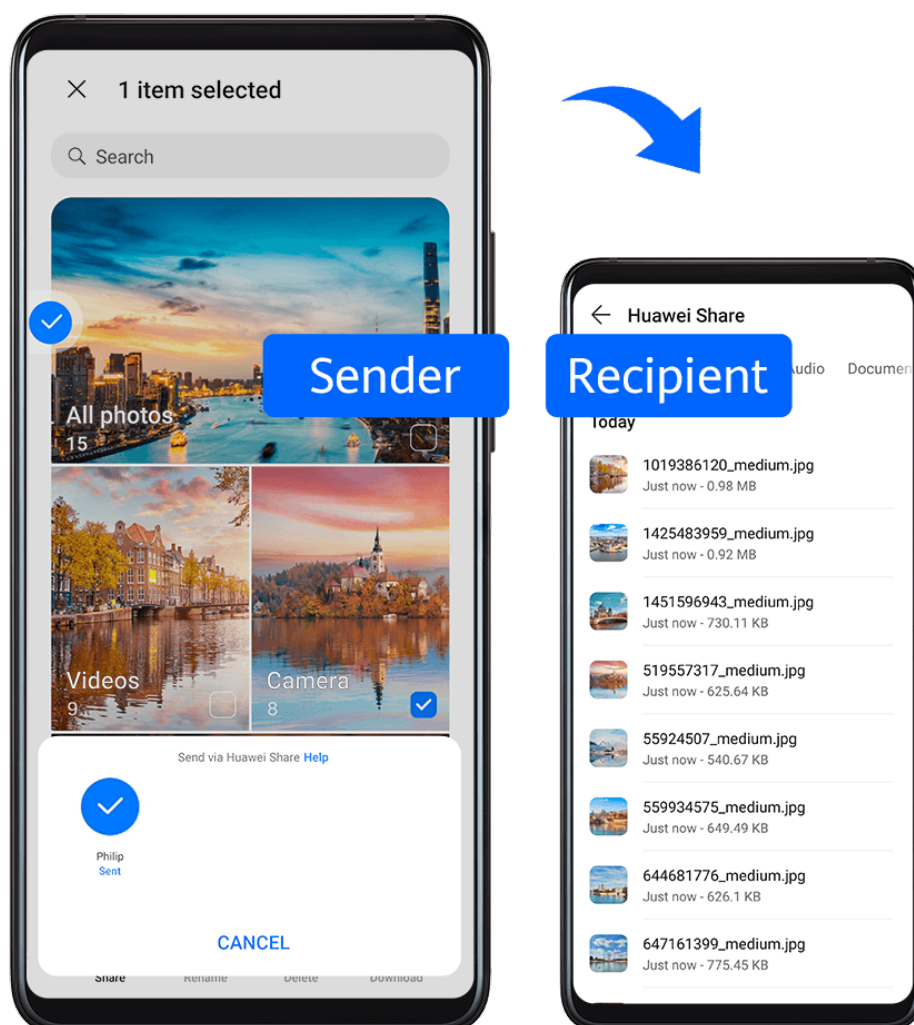 1 item selected
Search
All photos
15
Videos
9
Camera
8
Send via Huawei Share Help
Philip
Sent
CANCEL
Share Rename Delete Download
Sender
Recipient
Huawei Share
Audio Documen
Today
1019386120_medium.jpg
Just now - 0.98 MB
1425483959_medium.jpg
Just now - 0.92 MB
1451596943_medium.jpg
Just now - 730.11 KB
519557317_medium.jpg
Just now - 625.64 KB
55924507_medium.jpg
Just now - 540.67 KB
559934575_medium.jpg
Just now - 649.49 KB
644681776_medium.jpg
Just now - 626.1 KB
647161399_medium.jpg
Just now - 775.45 KB